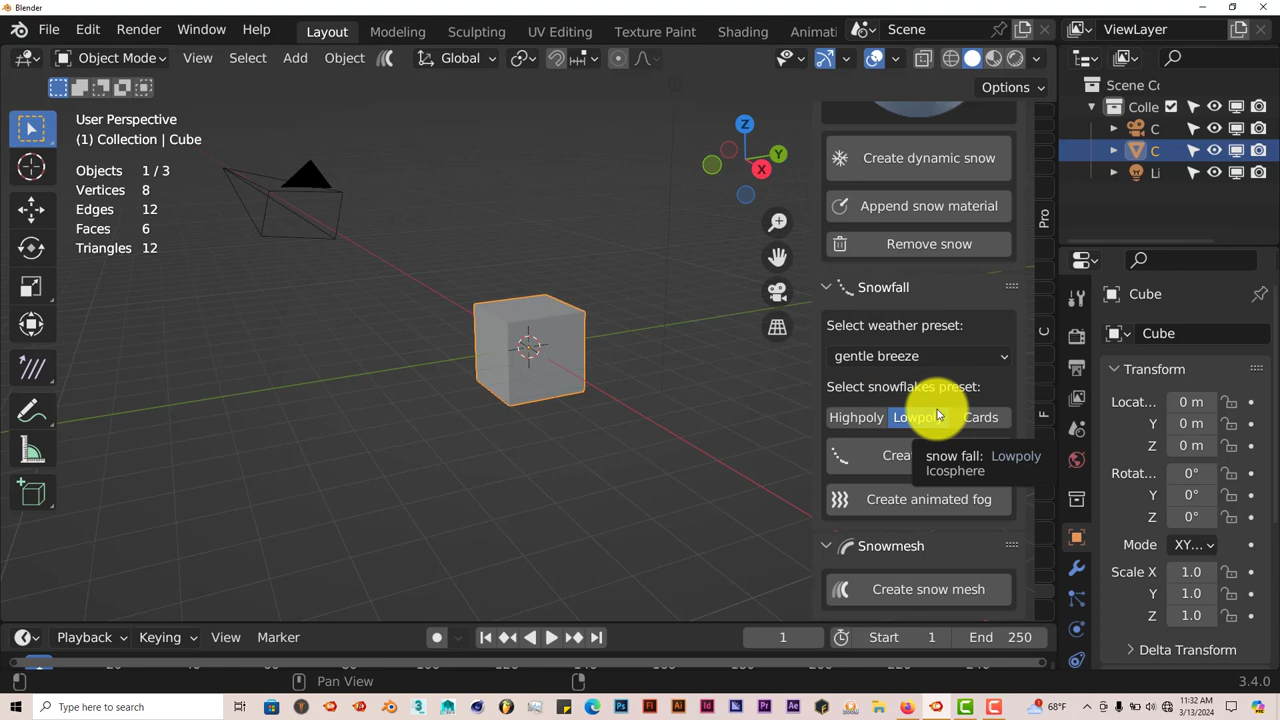 Blender
File Edit Render Window Help Layout Modeling Sculpting UV Editing Texture Paint Shading Animati Scene ViewLayer
Object Mode View Select Add Object Global
Options
User Perspective
(1) Collection | Cube
Objects 1 / 3
Vertices 8
Edges 12
Faces 6
Triangles 12
Z
Y
X
Create dynamic snow
Append snow material
Remove snow
Snowfall
Select weather preset:
gentle breeze
Select snowflakes preset:
Highpoly Lowpoly Cards
Crea
snow fall: Lowpoly
Icosphere
Create animated fog
Snowmesh
Create snow mesh
Pro
C
F
Scene Cc
Colle
C
C
Li
Cube
Cube
Transform
Locat... 0 m
Y 0 m
Z 0 m
Rotat... 0°
Y 0°
Z 0°
Mode XY...
Scale X 1.0
Y 1.0
Z 1.0
Delta Transform
Playback Keying View Marker 1 Start 1 End 250
Pan View 3.4.0
Type here to search 68°F 11:32 AM
3/13/2024